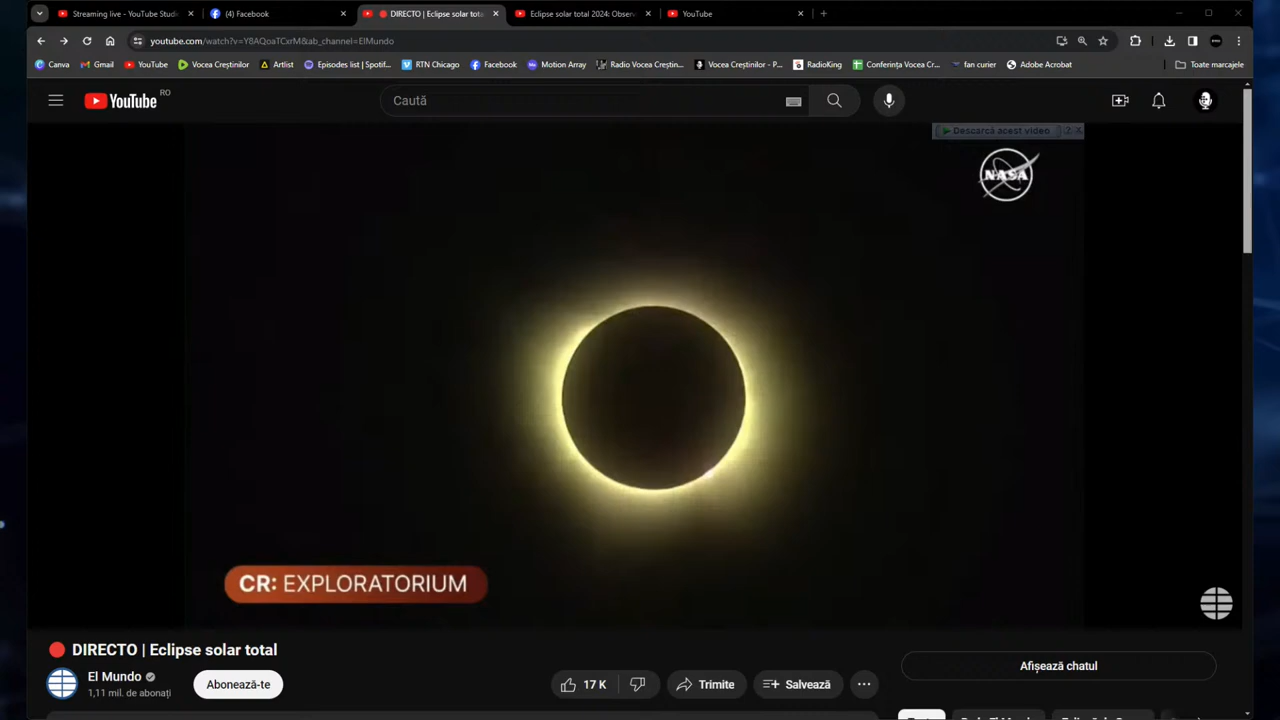 Streaming live - YouTube Stud
(4) Facebook
DIRECTO | Eclipse solar tota
Eclipse solar total 2024: Obser
YouTube
youtube.com/watch?v=Y8AQoaTCxrM&ab_channel=ElMundo
Canva
Gmail
YouTube
Vocea Creștinilor
Artlist
Episodes list | Spotif...
RTN Chicago
Facebook
Motion Array
Radio Vocea Creștin...
Vocea Creștinilor - P...
RadioKing
Conferința Vocea Cr...
fan curier
Adobe Acrobat
Toate marcajele
YouTube RO
Caută
Descarcă acest video ? X
NASA
CR: EXPLORATORIUM
DIRECTO | Eclipse solar total
El Mundo
1,11 mil. de abonați
Abonează-te
17 K
Trimite
Salvează
Afișează chatul